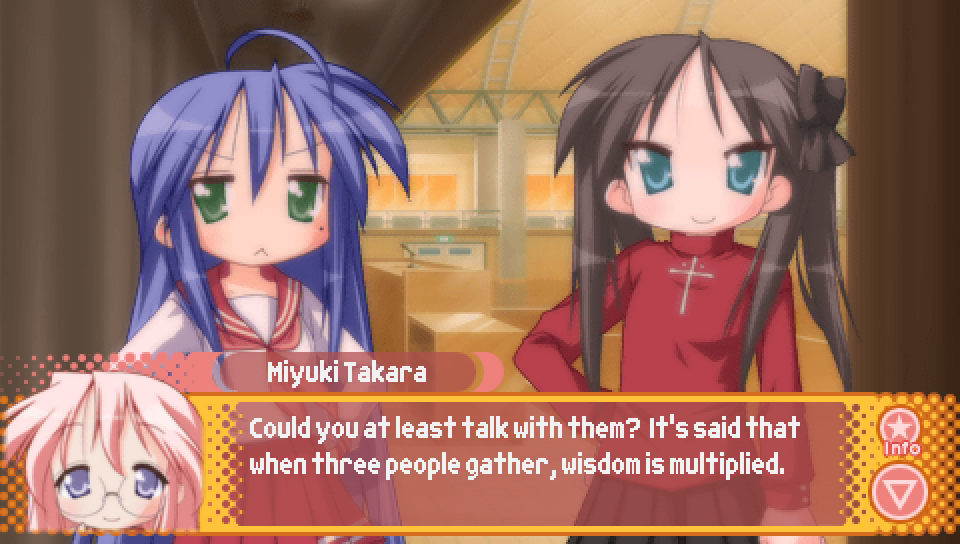 Miyuki Takara
Could you at least talk with them? It's said that
when three people gather, wisdom is multiplied.
Info